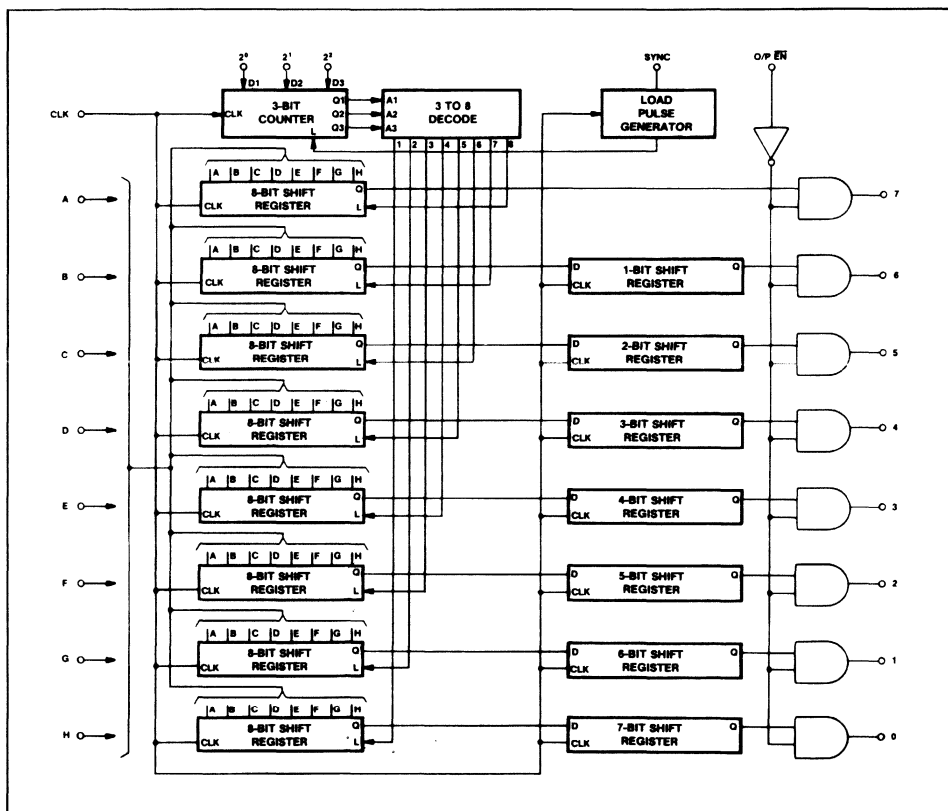 2⁰ 2¹ 2² SYNC O/P E̅N̅
D1 D2 D3
CLK 3-BIT COUNTER CLK L Q1 Q2 Q3
A1 A2 A3 3 TO 8 DECODE
LOAD PULSE GENERATOR
1 2 3 4 5 6 7 8
A B C D E F G H
A CLK 8-BIT SHIFT REGISTER Q L 7
A B C D E F G H
B CLK 8-BIT SHIFT REGISTER Q L D CLK 1-BIT SHIFT REGISTER Q 6
A B C D E F G H
C CLK 8-BIT SHIFT REGISTER Q L D CLK 2-BIT SHIFT REGISTER Q 5
A B C D E F G H
D CLK 8-BIT SHIFT REGISTER Q L D CLK 3-BIT SHIFT REGISTER Q 4
A B C D E F G H
E CLK 8-BIT SHIFT REGISTER Q L D CLK 4-BIT SHIFT REGISTER Q 3
A B C D E F G H
F CLK 8-BIT SHIFT REGISTER Q L D CLK 5-BIT SHIFT REGISTER Q 2
A B C D E F G H
G CLK 8-BIT SHIFT REGISTER Q L D CLK 6-BIT SHIFT REGISTER Q 1
A B C D E F G H
H CLK 8-BIT SHIFT REGISTER Q L D CLK 7-BIT SHIFT REGISTER Q 0